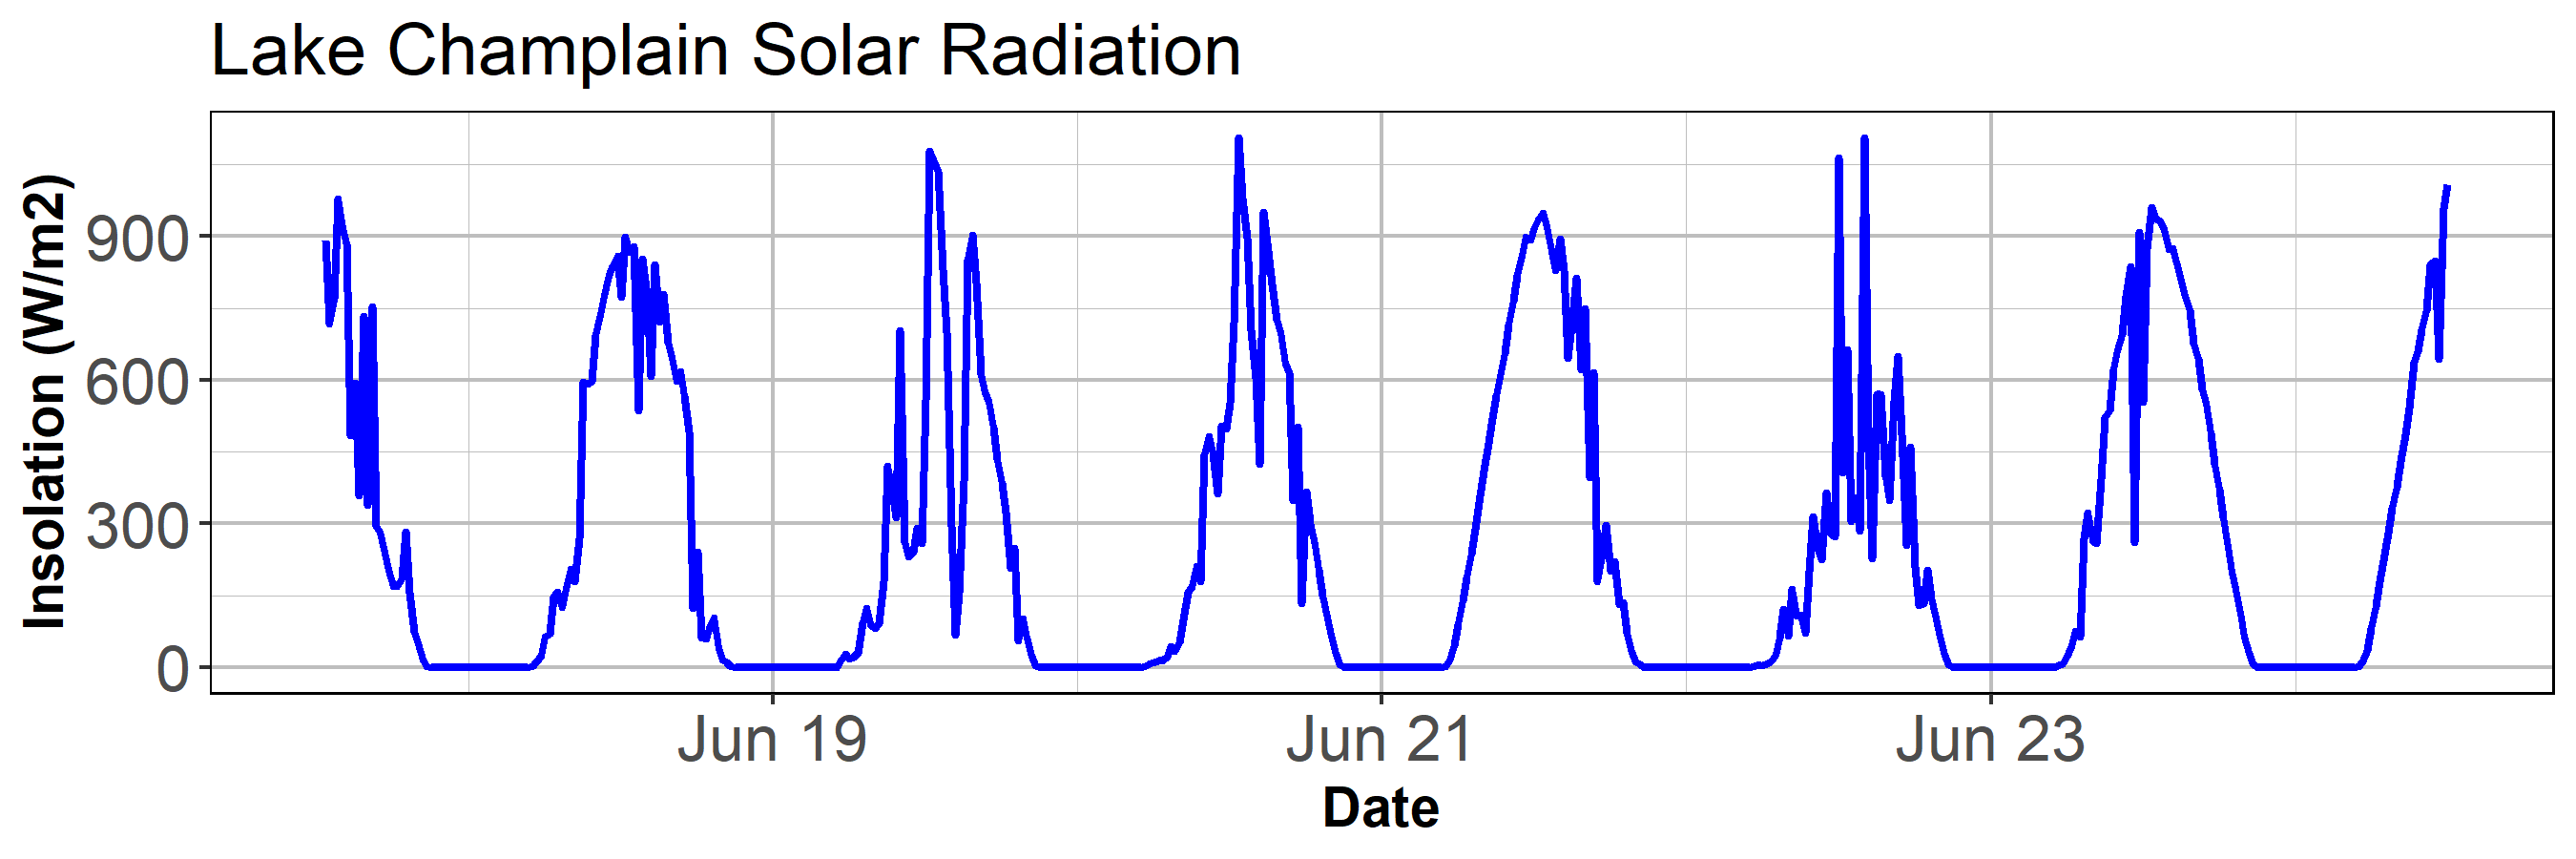 Lake Champlain Solar Radiation
Insolation (W/m2)
900
600
300
0
Jun 19
Jun 21
Jun 23
Date